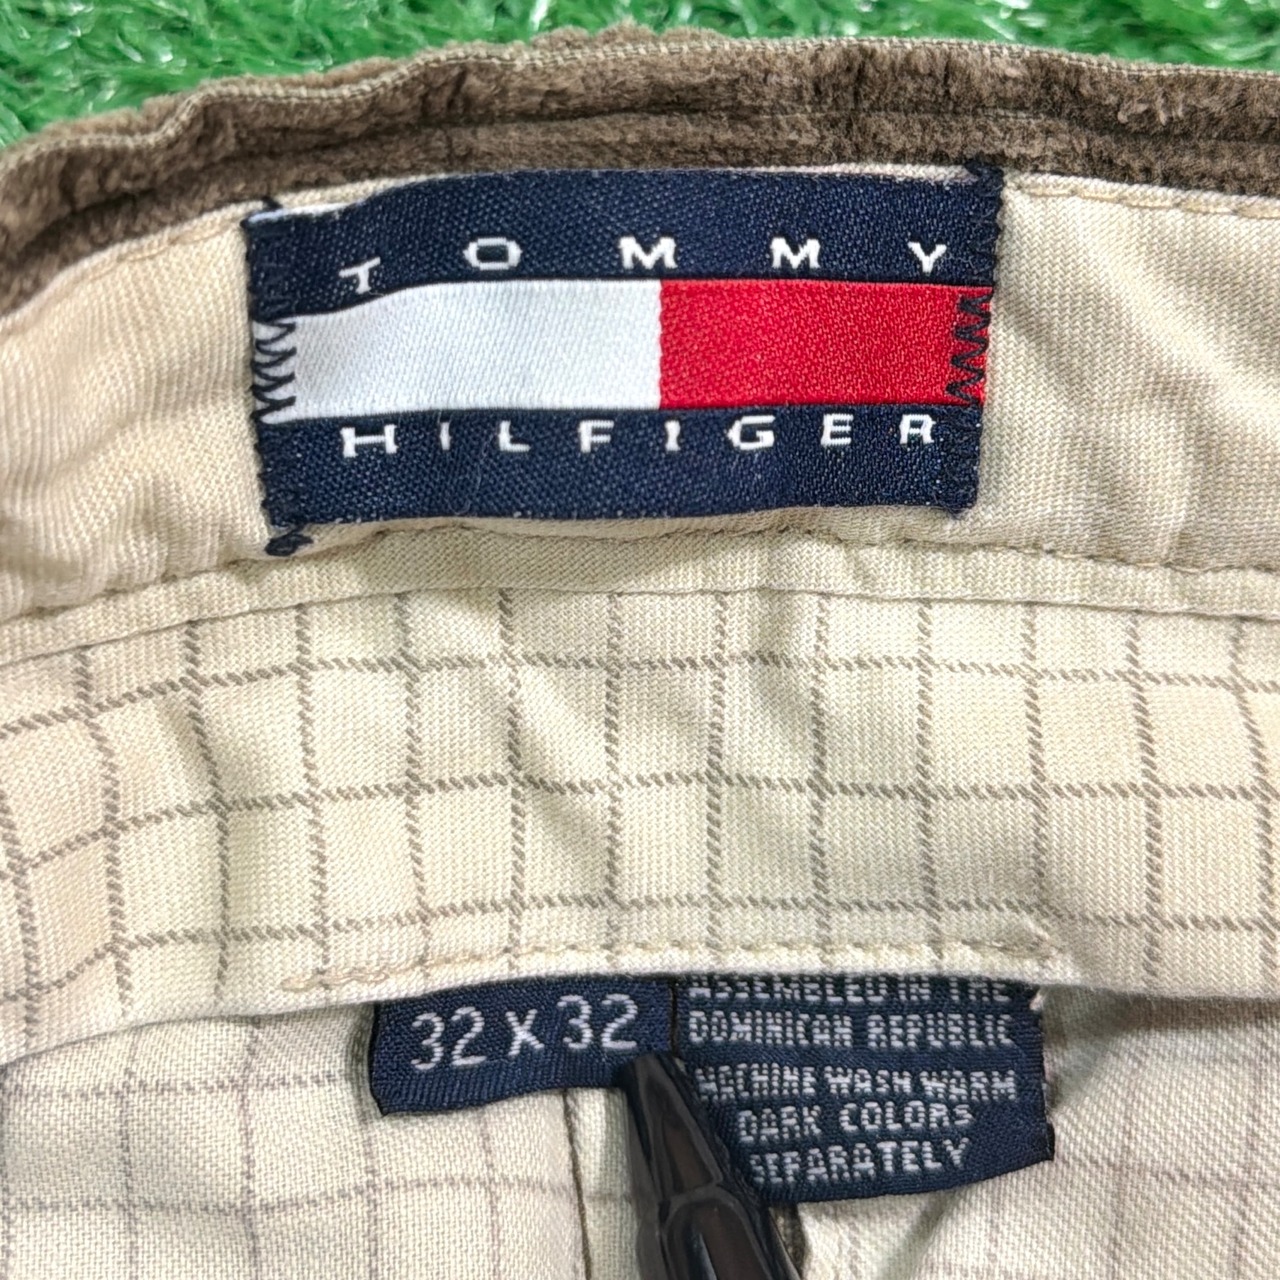 TOMMY
HILFIGER
32 X 32
ASSEMBLED IN THE
DOMINICAN REPUBLIC
MACHINE WASH WARM
DARK COLORS
SEPARATELY